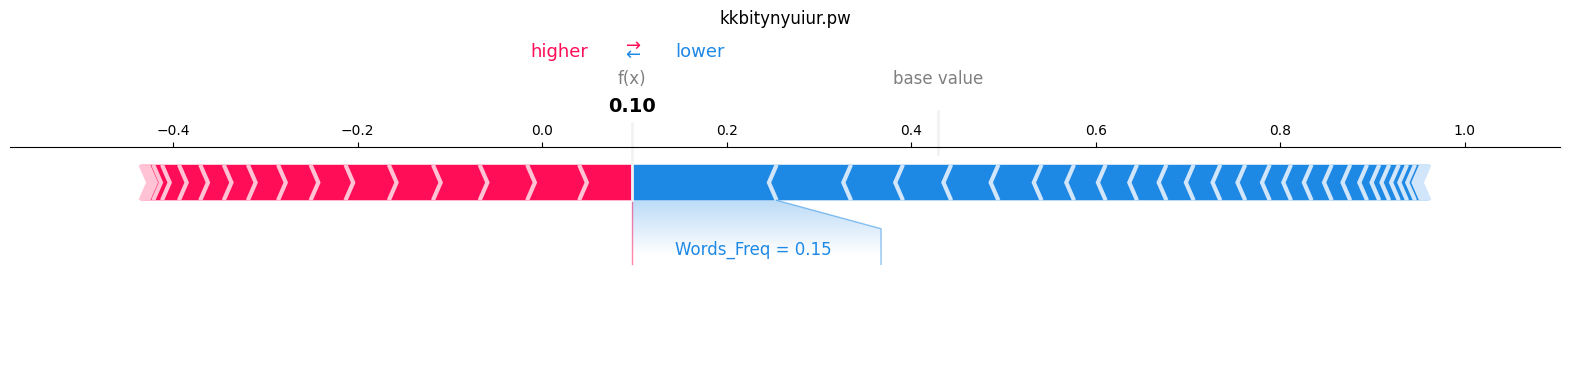 kkbitynyuiur.pw
higher → ← lower
f(x) base value
0.10
−0.4 −0.2 0.0 0.2 0.4 0.6 0.8 1.0
Words_Freq = 0.15